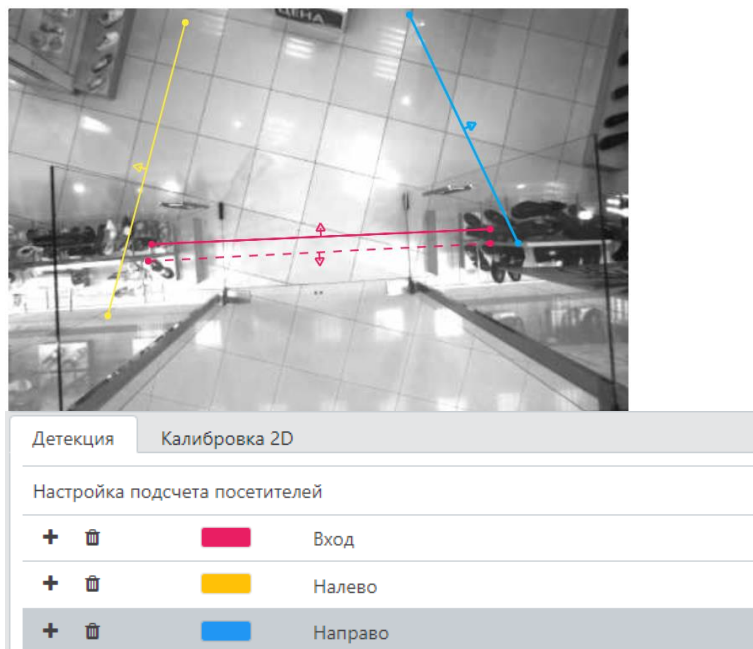 ЦЕНА
Детекция
Калибровка 2D
Настройка подсчета посетителей
Вход
Налево
Направо